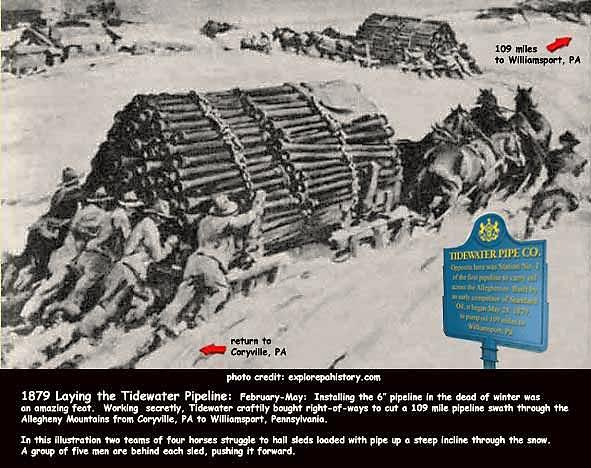 109 miles
to Williamsport, PA
TIDEWATER PIPE CO.
Opposite here was Station No. 1
of the first pipeline to carry oil
across the Alleghenies. Built by
an early competitor of Standard
Oil, it began May 28, 1879,
to pump oil 109 miles to
Williamsport, Pa.
return to
Coryville, PA
photo credit: explorepahistory.com
1879 Laying the Tidewater Pipeline: February-May: Installing the 6" pipeline in the dead of winter was
an amazing feat. Working secretly, Tidewater craftily bought right-of-ways to cut a 109 mile pipeline swath through the
Allegheny Mountains from Coryville, PA to Williamsport, Pennsylvania.
In this illustration two teams of four horses struggle to hail sleds loaded with pipe up a steep incline through the snow.
A group of five men are behind each sled, pushing it forward.